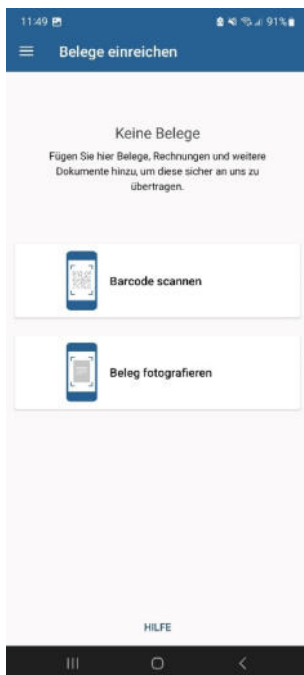 11:49
91%
Belege einreichen
Keine Belege
Fügen Sie hier Belege, Rechnungen und weitere
Dokumente hinzu, um diese sicher an uns zu
übertragen.
Barcode scannen
Beleg fotografieren
HILFE